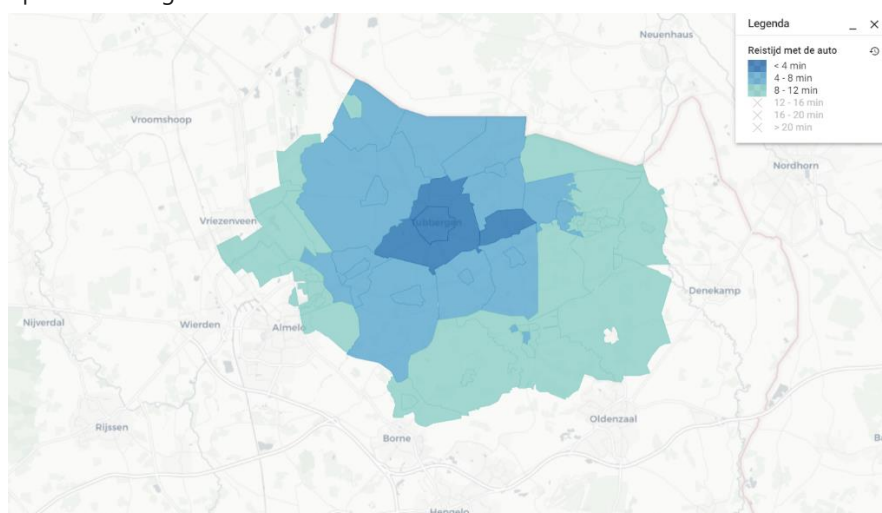 Neuenhaus
Legenda
Reistijd met de auto
< 4 min
4 - 8 min
8 - 12 min
12 - 16 min
16 - 20 min
> 20 min
Vroomshoop
Nordhorn
Vriezenveen
Tubbergen
Denekamp
Nijverdal
Wierden
Almelo
Oldenzaal
Rijssen
Borne
Hengelo